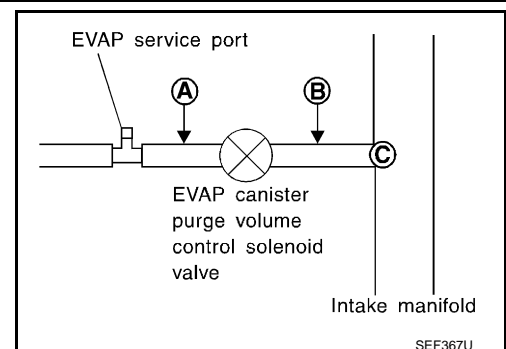 EVAP service port
A
B
C
EVAP canister
purge volume
control solenoid
valve
Intake manifold
SEF367U